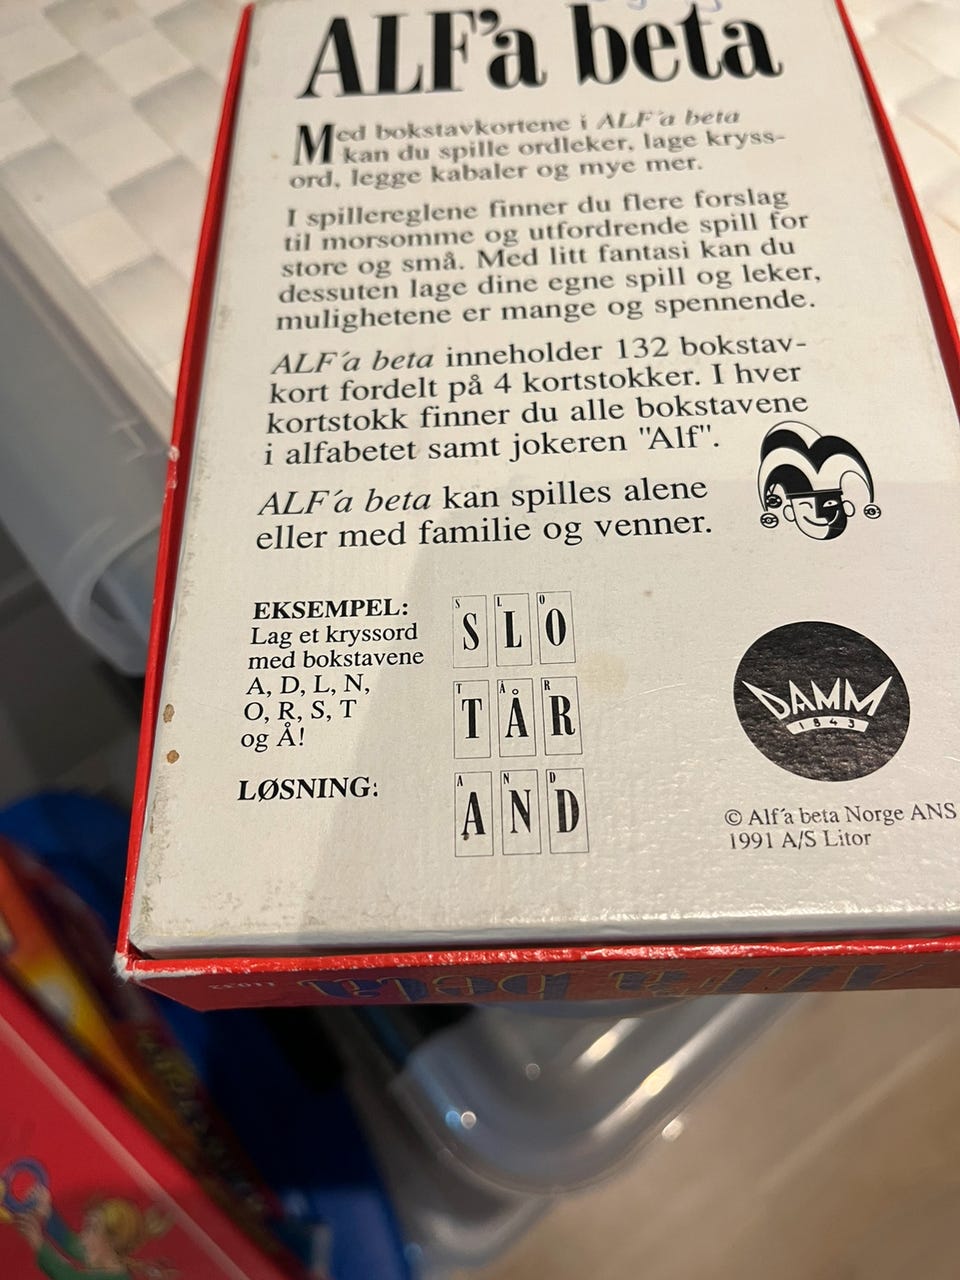 ALF'a beta
Med bokstavkortene i ALF´a beta
kan du spille ordleker, lage kryss-
ord, legge kabaler og mye mer.
I spillereglene finner du flere forslag
til morsomme og utfordrende spill for
store og små. Med litt fantasi kan du
dessuten lage dine egne spill og leker,
mulighetene er mange og spennende.
ALF´a beta inneholder 132 bokstav-
kort fordelt på 4 kortstokker. I hver
kortstokk finner du alle bokstavene
i alfabetet samt jokeren "Alf".
ALF´a beta kan spilles alene
eller med familie og venner.
EKSEMPEL:
Lag et kryssord
med bokstavene
A, D, L, N,
O, R, S, T
og Å!
LØSNING:
S L O
S L O
T Å R
T Å R
A N D
A N D
DAMM
1843
© Alf´a beta Norge ANS
1991 A/S Litor